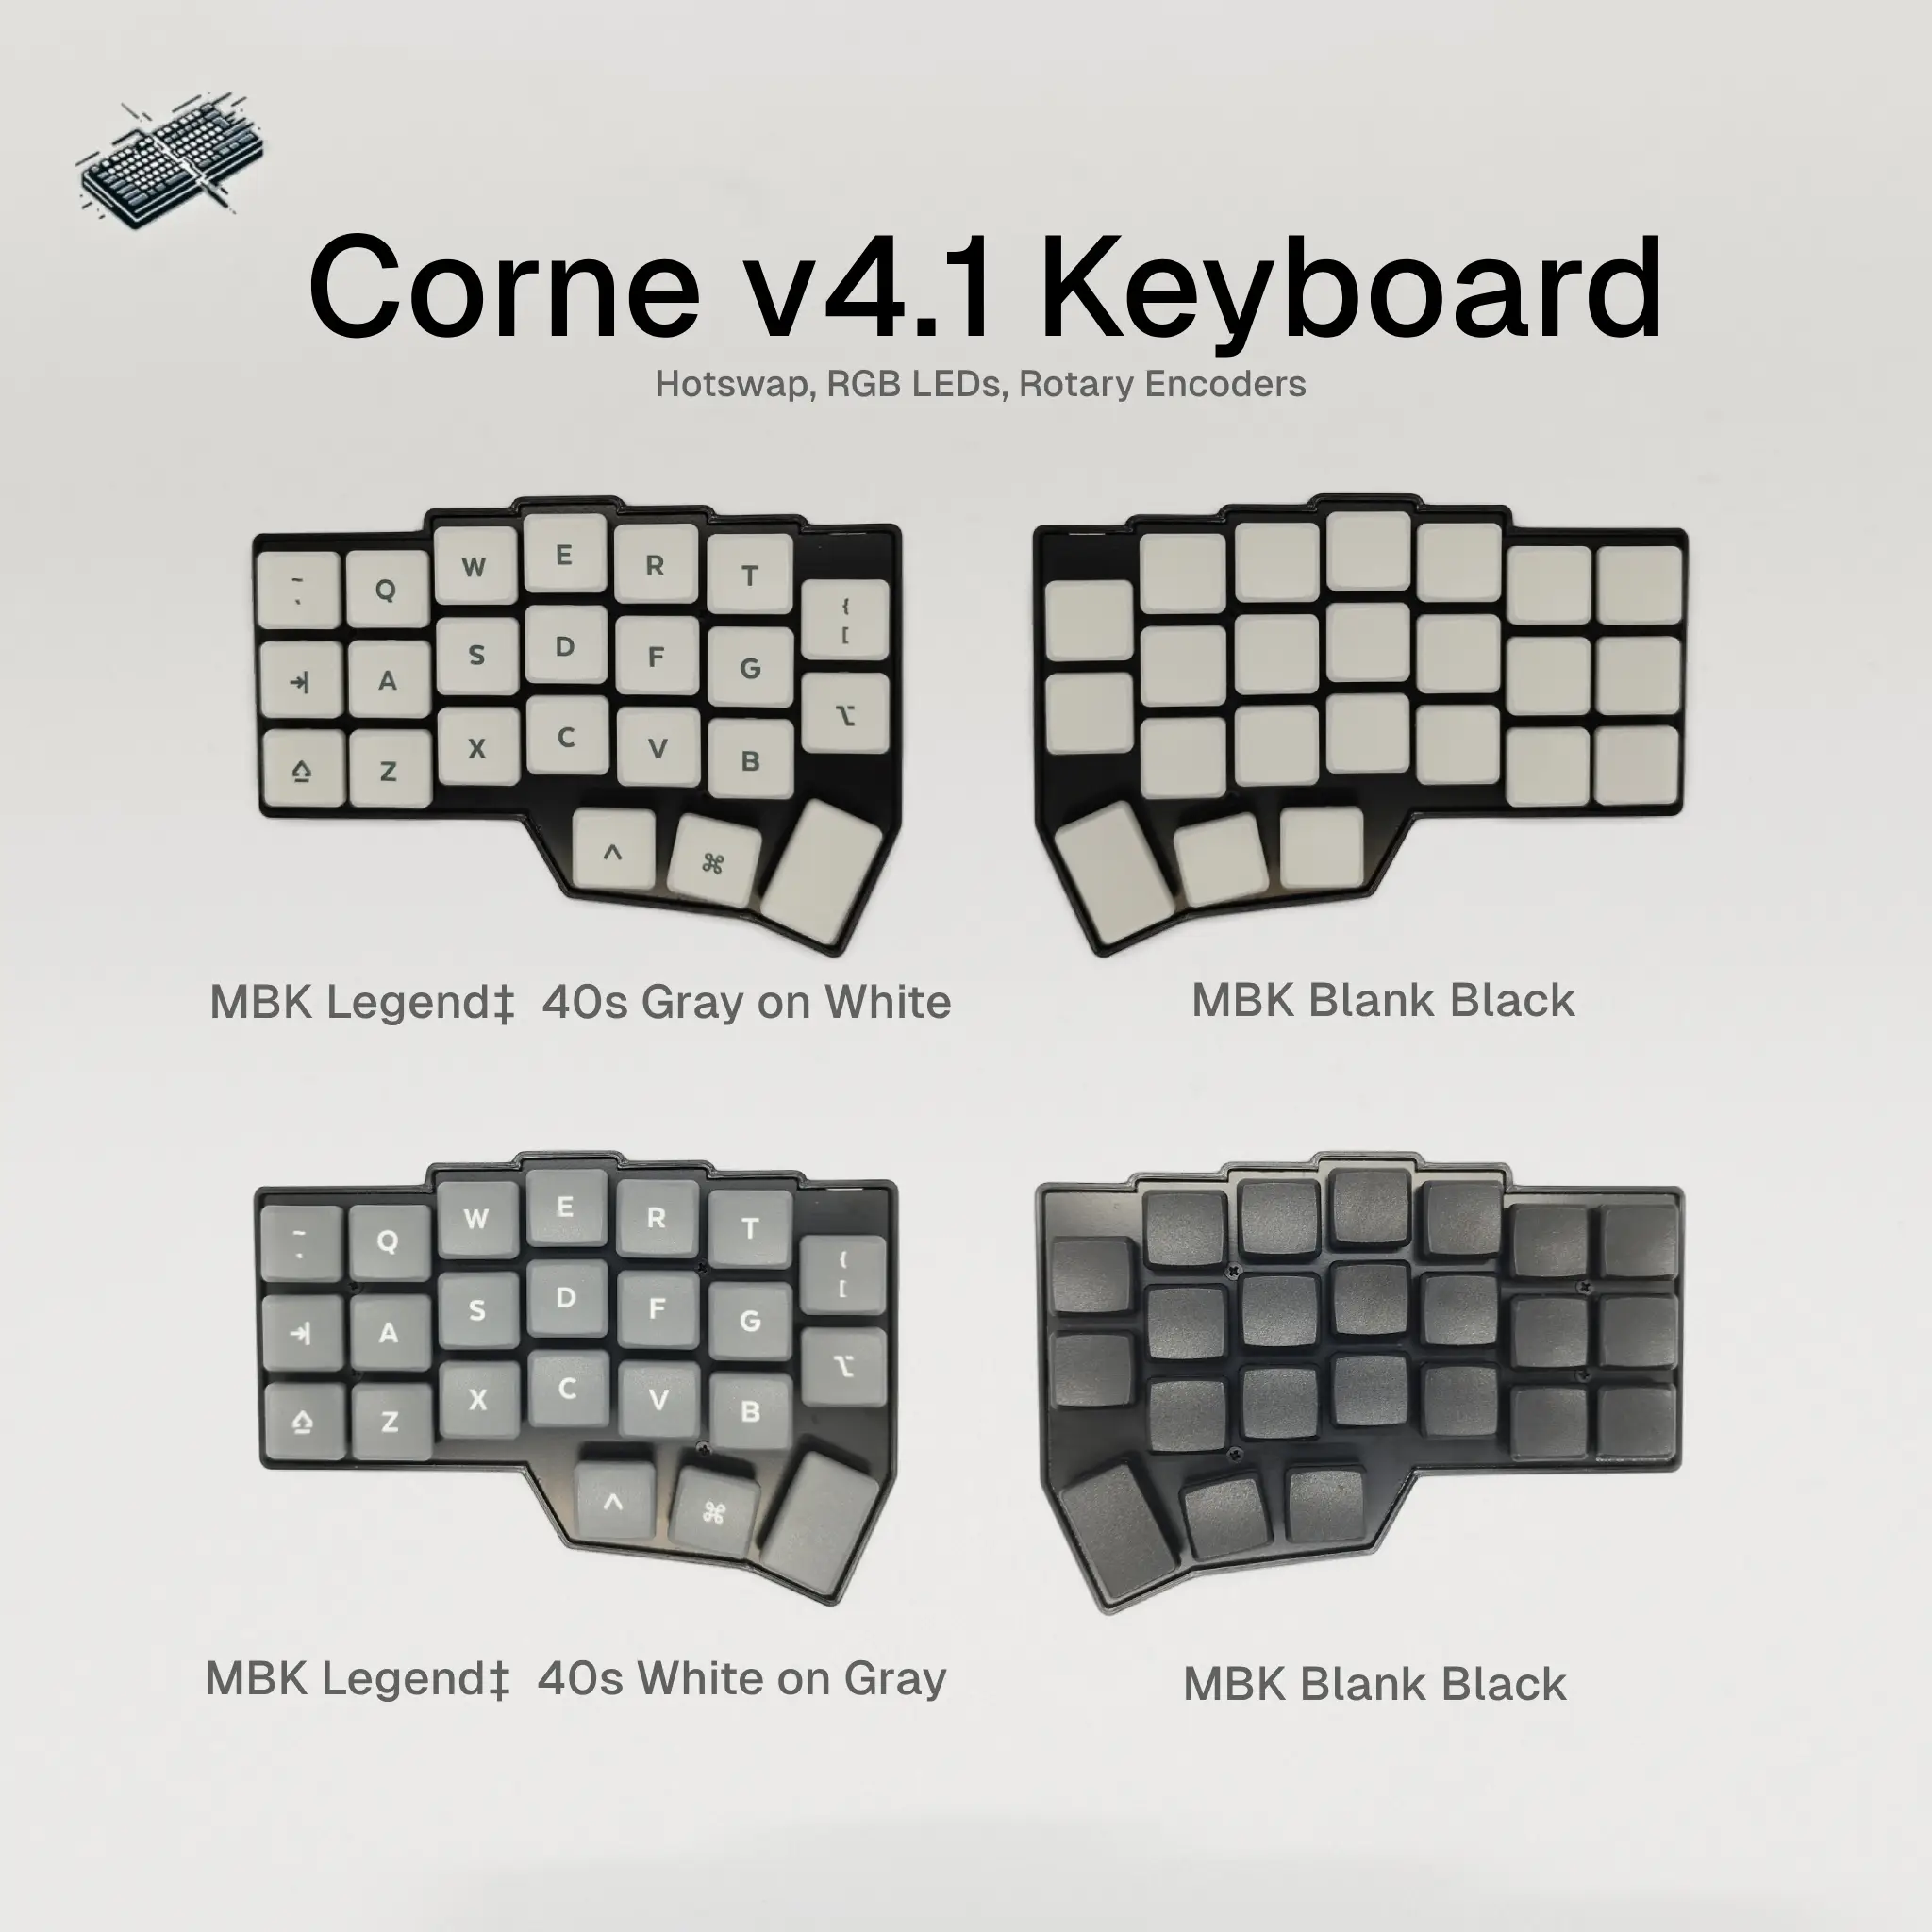 Corne v4.1 Keyboard
Hotswap, RGB LEDs, Rotary Encoders
~ ` Q W E R T { [
⇥ A S D F G ⌥
⇪ Z X C V B
^ ⌘
MBK Legend‡ 40s Gray on White
MBK Blank Black
~ ` Q W E R T { [
⇥ A S D F G ⌥
⇪ Z X C V B
^ ⌘
MBK Legend‡ 40s White on Gray
MBK Blank Black